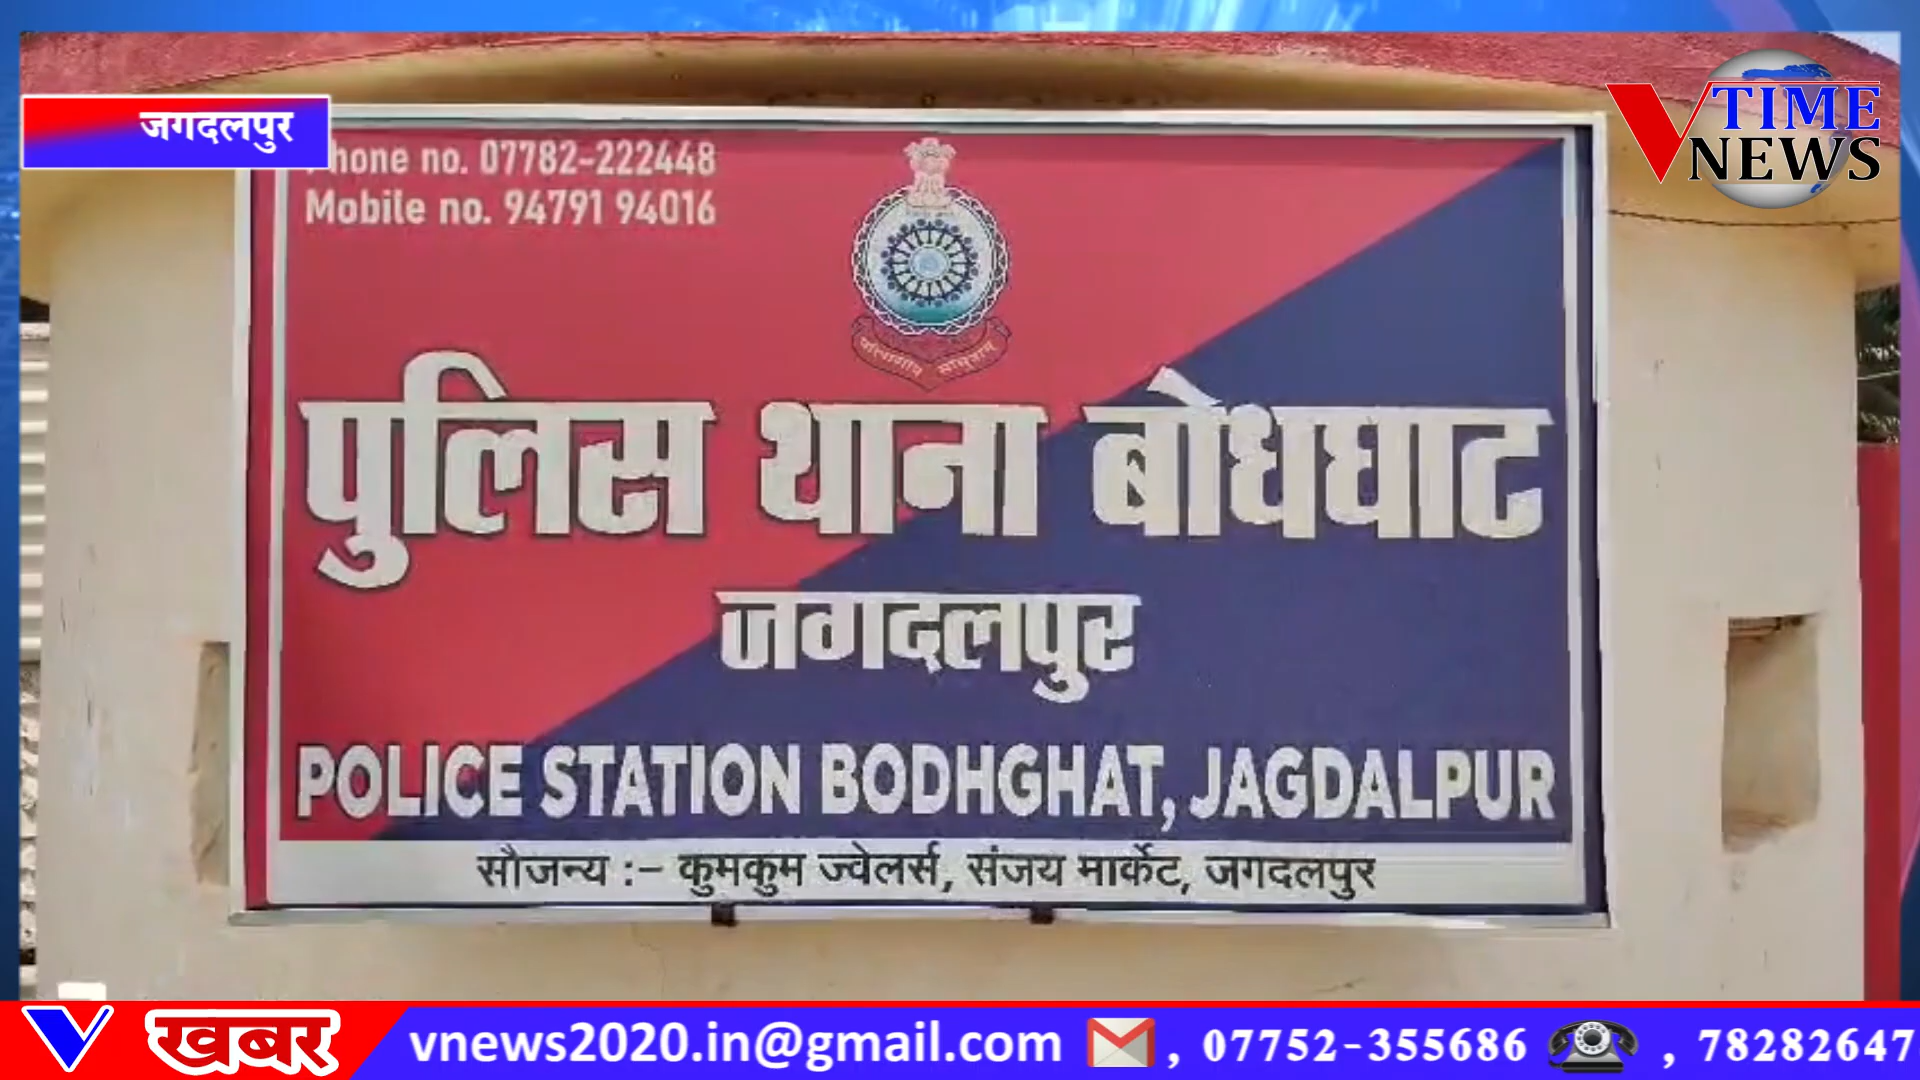 जगदलपुर
V TIME NEWS
Phone no. 07782-222448
Mobile no. 94791 94016
पुलिस थाना बोधघाट
जगदलपुर
POLICE STATION BODHGHAT, JAGDALPUR
सौजन्य :– कुमकुम ज्वेलर्स, संजय मार्केट, जगदलपुर
V खबर
vnews2020.in@gmail.com , 07752-355686 , 78282647